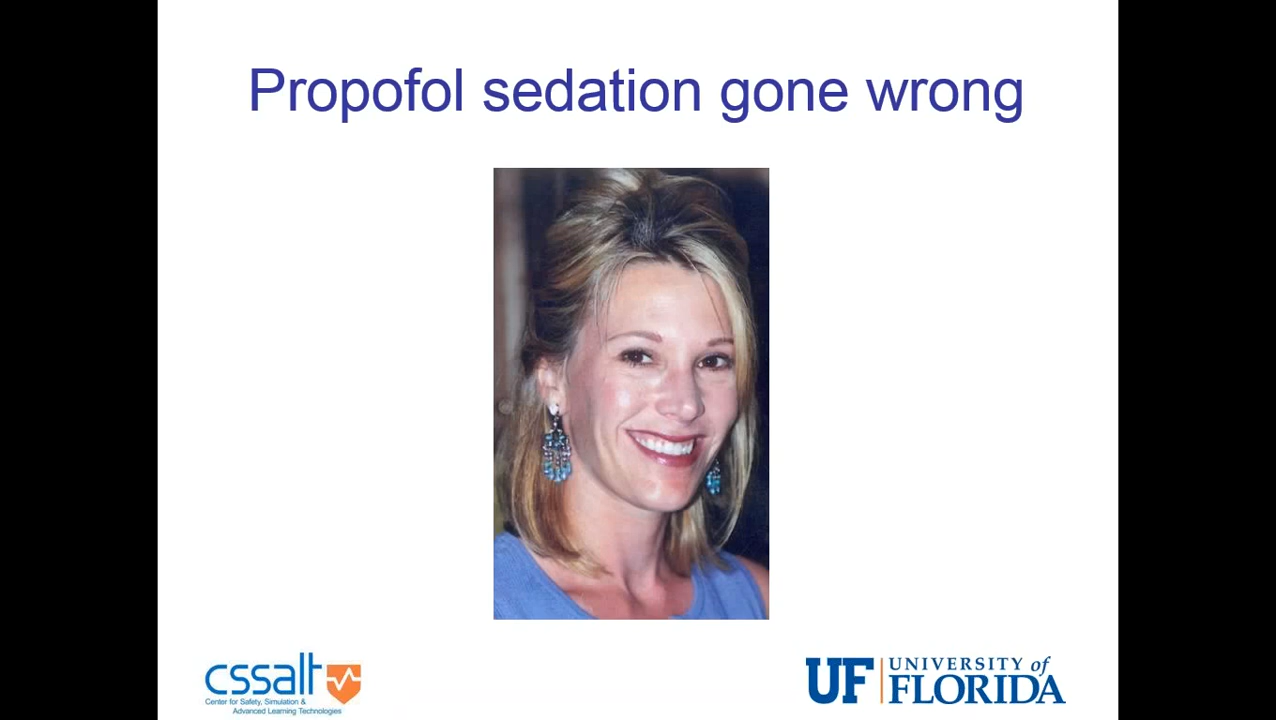 Propofol sedation gone wrong
cssalt
Center for Safety, Simulation &
Advanced Learning Technologies
UF UNIVERSITY of
FLORIDA